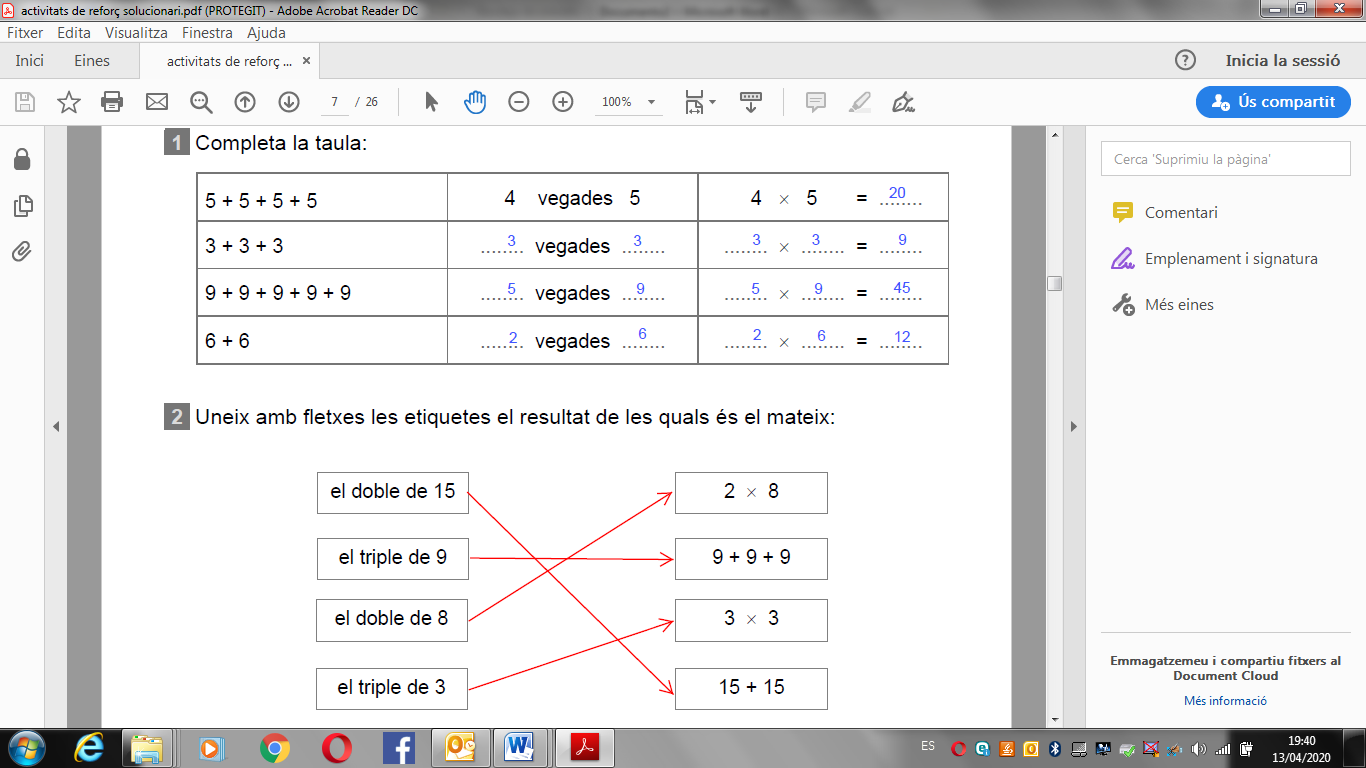 activitats de reforç solucionari.pdf (PROTEGIT) - Adobe Acrobat Reader DC
Fitxer Edita Visualitza Finestra Ajuda
Inici Eines activitats de reforç ... × ? Inicia la sessió
7 / 26 100% Ús compartit
1 Completa la taula:
5 + 5 + 5 + 5 4 vegades 5 4 × 5 = 20
3 + 3 + 3 3 vegades 3 3 × 3 = 9
9 + 9 + 9 + 9 + 9 5 vegades 9 5 × 9 = 45
6 + 6 2 vegades 6 2 × 6 = 12
2 Uneix amb fletxes les etiquetes el resultat de les quals és el mateix:
el doble de 15 2 × 8
el triple de 9 9 + 9 + 9
el doble de 8 3 × 3
el triple de 3 15 + 15
Cerca 'Suprimiu la pàgina'
Comentari
Emplenament i signatura
Més eines
Emmagatzemeu i compartiu fitxers al
Document Cloud
Més informació
ES 19:40
13/04/2020